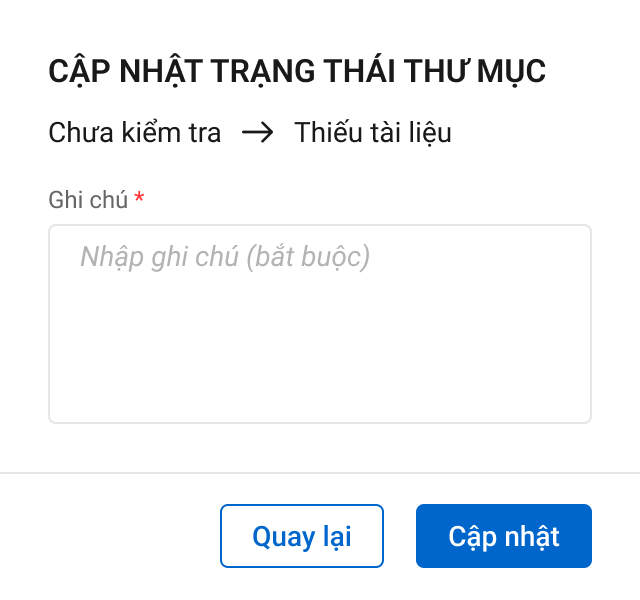 CẬP NHẬT TRẠNG THÁI THƯ MỤC
Chưa kiểm tra → Thiếu tài liệu
Ghi chú *
Nhập ghi chú (bắt buộc)
Quay lại
Cập nhật